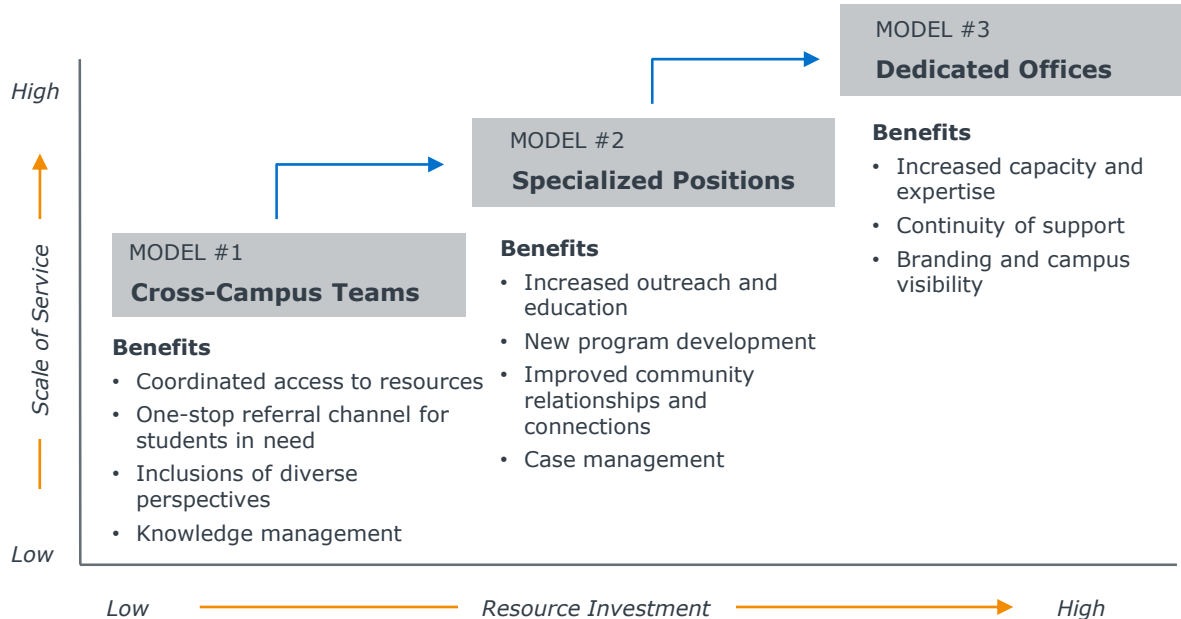 High
Scale of Service
Low
MODEL #1
Cross-Campus Teams
Benefits
• Coordinated access to resources
• One-stop referral channel for
students in need
• Inclusions of diverse
perspectives
• Knowledge management
MODEL #2
Specialized Positions
Benefits
• Increased outreach and
education
• New program development
• Improved community
relationships and
connections
• Case management
MODEL #3
Dedicated Offices
Benefits
• Increased capacity and
expertise
• Continuity of support
• Branding and campus
visibility
Low
Resource Investment
High